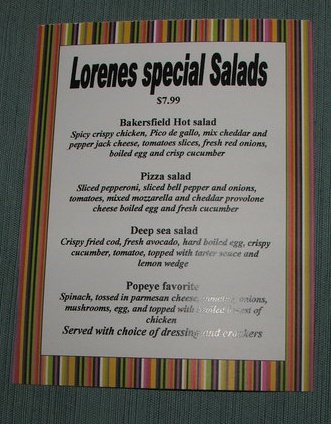 Lorenes special Salads
$7.99
Bakersfield Hot salad
Spicy crispy chicken, Pico de gallo, mix cheddar and
pepper jack cheese, tomatoes slices, fresh red onions,
boiled egg and crisp cucumber
Pizza salad
Sliced pepperoni, sliced bell pepper and onions,
tomatoes, mixed mozzarella and cheddar provolone
cheese boiled egg and fresh cucumber
Deep sea salad
Crispy fried cod, fresh avocado, hard boiled egg, crispy
cucumber, tomato, topped with tarter sauce and
lemon wedge
Popeye favorite
Spinach, tossed in parmesan cheese, onions,
mushrooms, egg, and topped with of
chicken
Served with choice of dressing and crackers